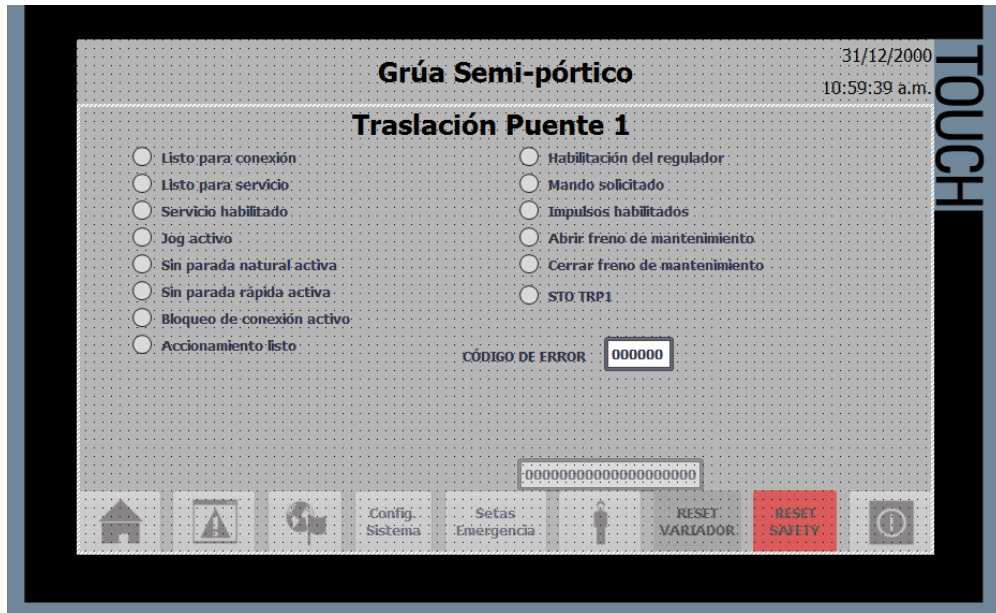 Grúa Semi-pórtico
31/12/2000
10:59:39 a.m.
TOUCH
Traslación Puente 1
Listo para conexión
Listo para servicio
Servicio habilitado
Jog activo
Sin parada natural activa
Sin parada rápida activa
Bloqueo de conexión activo
Accionamiento listo
Habilitación del regulador
Mando solicitado
Impulsos habilitados
Abrir freno de mantenimiento
Cerrar freno de mantenimiento
STO TRP1
CÓDIGO DE ERROR 000000
00000000000000000000
Config.
Sistema
Setas
Emergencia
RESET
VARIADOR
RESET
SAFETY